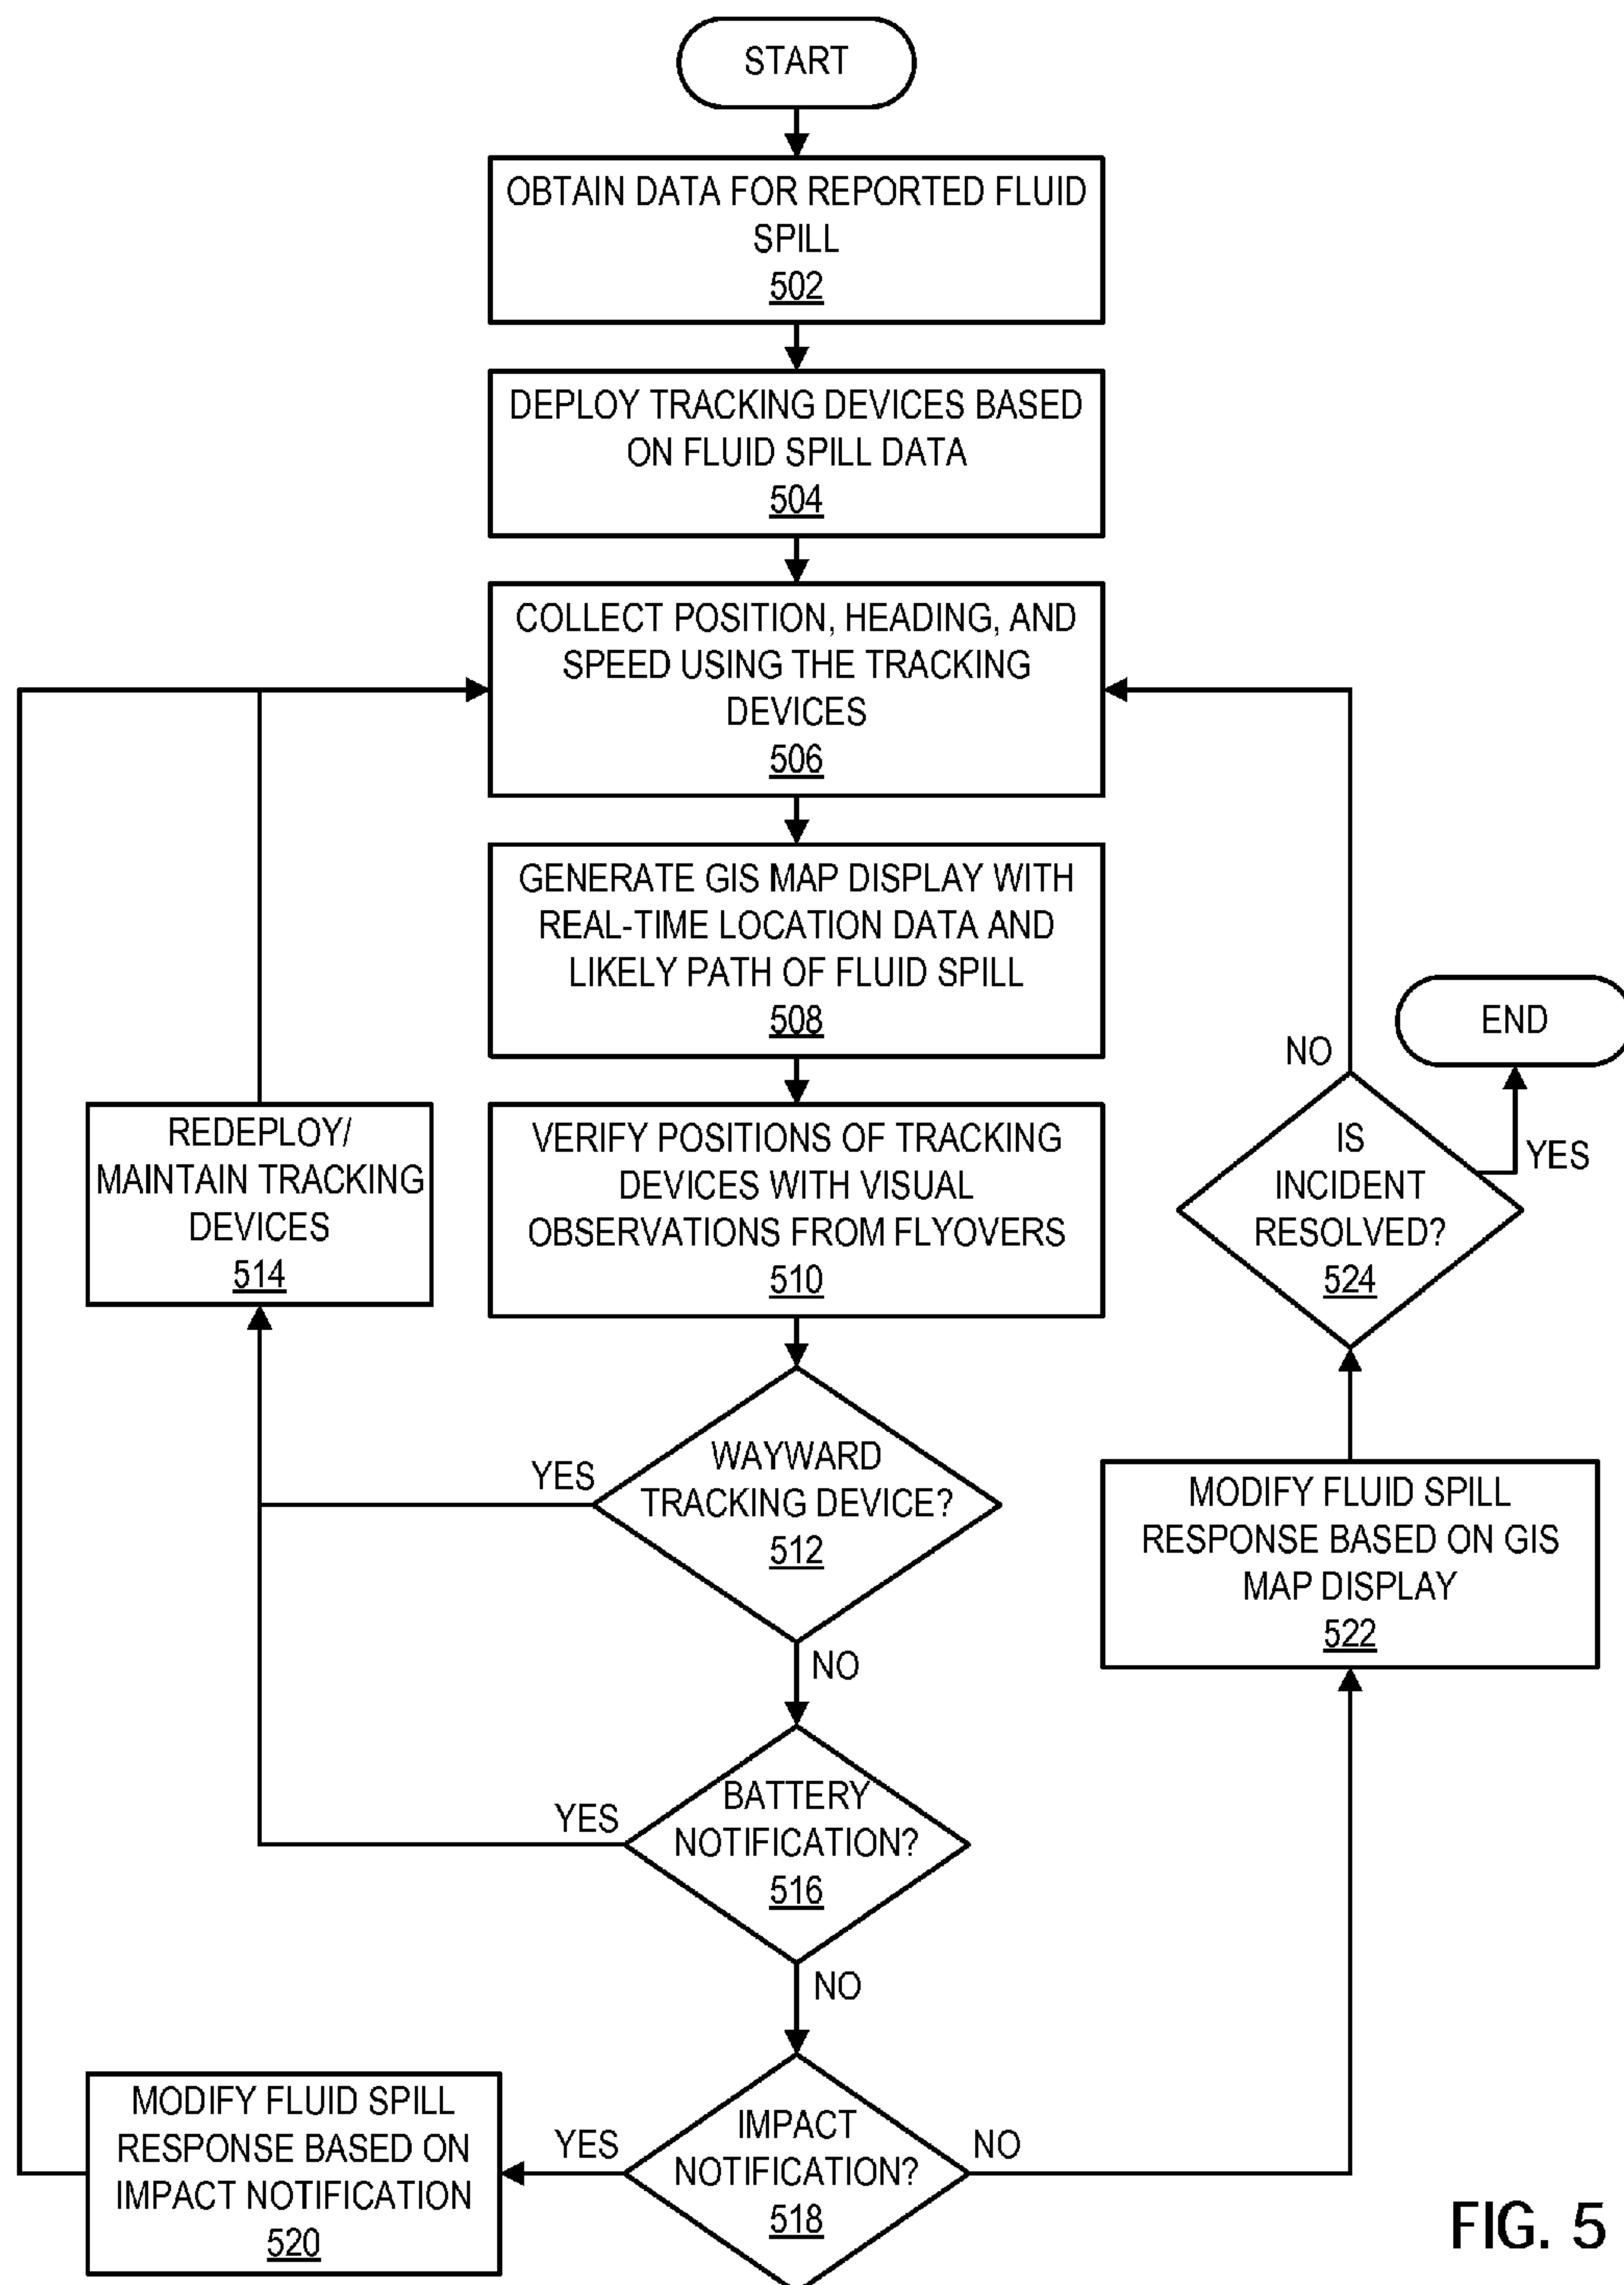 START
OBTAIN DATA FOR REPORTED FLUID
SPILL
502
DEPLOY TRACKING DEVICES BASED
ON FLUID SPILL DATA
504
COLLECT POSITION, HEADING, AND
SPEED USING THE TRACKING
DEVICES
506
GENERATE GIS MAP DISPLAY WITH
REAL-TIME LOCATION DATA AND
LIKELY PATH OF FLUID SPILL
508
VERIFY POSITIONS OF TRACKING
DEVICES WITH VISUAL
OBSERVATIONS FROM FLYOVERS
510
WAYWARD
TRACKING DEVICE?
512
YES
NO
REDEPLOY/
MAINTAIN TRACKING
DEVICES
514
BATTERY
NOTIFICATION?
516
YES
NO
IMPACT
NOTIFICATION?
518
YES
NO
MODIFY FLUID SPILL
RESPONSE BASED ON
IMPACT NOTIFICATION
520
MODIFY FLUID SPILL
RESPONSE BASED ON GIS
MAP DISPLAY
522
IS
INCIDENT
RESOLVED?
524
NO
YES
END
FIG. 5